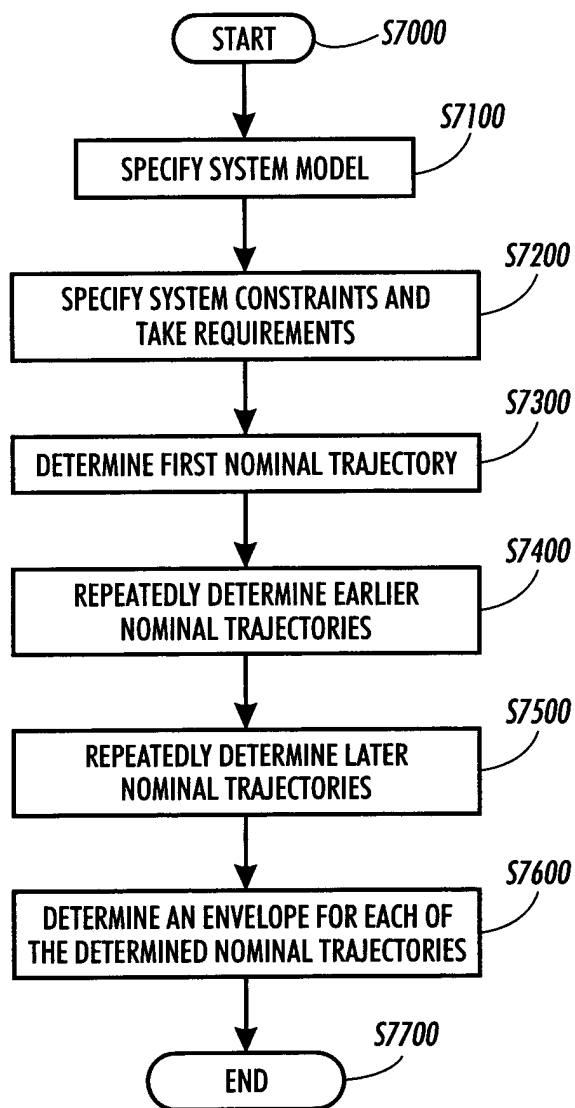 START
S7000
S7100
SPECIFY SYSTEM MODEL
S7200
SPECIFY SYSTEM CONSTRAINTS AND
TAKE REQUIREMENTS
S7300
DETERMINE FIRST NOMINAL TRAJECTORY
S7400
REPEATEDLY DETERMINE EARLIER
NOMINAL TRAJECTORIES
S7500
REPEATEDLY DETERMINE LATER
NOMINAL TRAJECTORIES
S7600
DETERMINE AN ENVELOPE FOR EACH OF
THE DETERMINED NOMINAL TRAJECTORIES
S7700
END